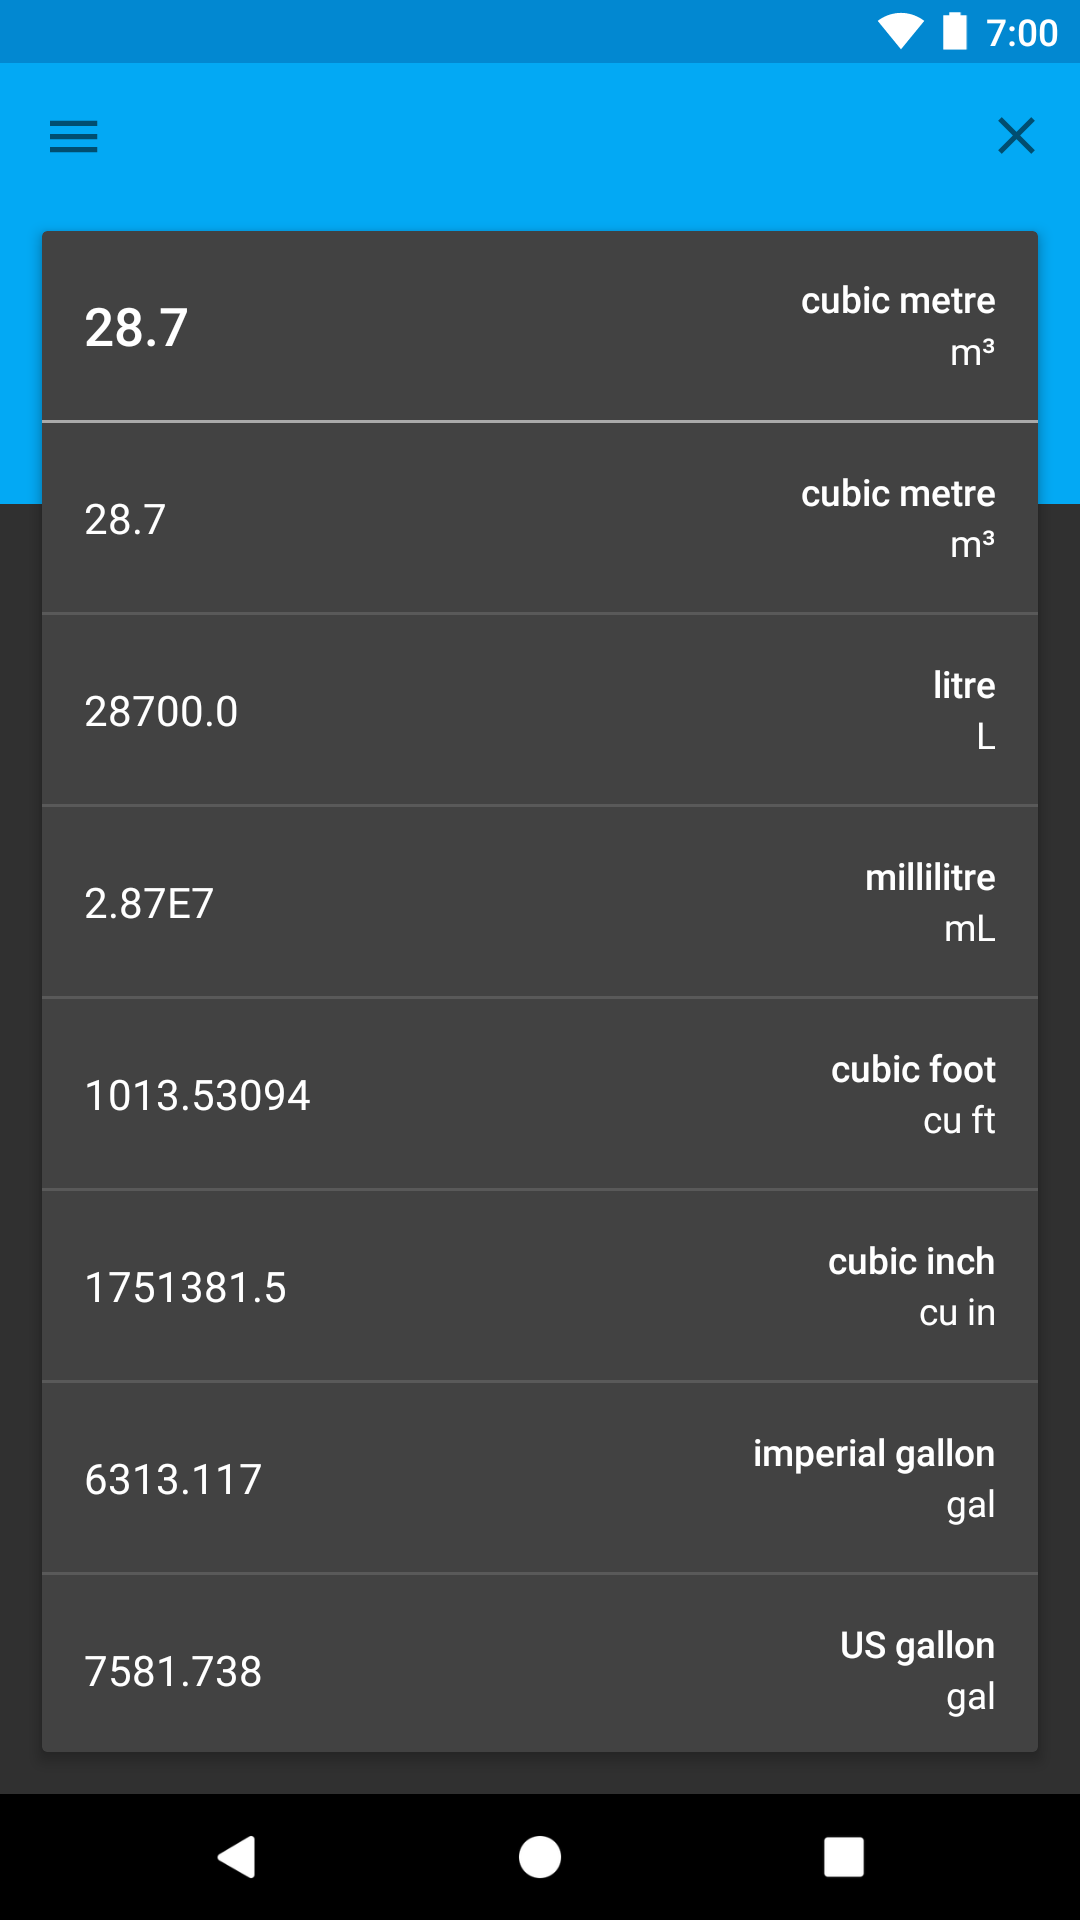 7:00
28.7
cubic metre
m³
28.7
cubic metre
m³
28700.0
litre
L
2.87E7
millilitre
mL
1013.53094
cubic foot
cu ft
1751381.5
cubic inch
cu in
6313.117
imperial gallon
gal
7581.738
US gallon
gal